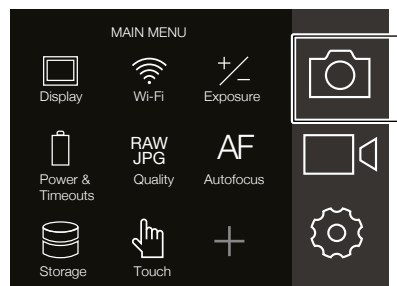 MAIN MENU
Display
Wi-Fi
+/−
Exposure
Power &
Timeouts
RAW
JPG
Quality
AF
Autofocus
Storage
Touch